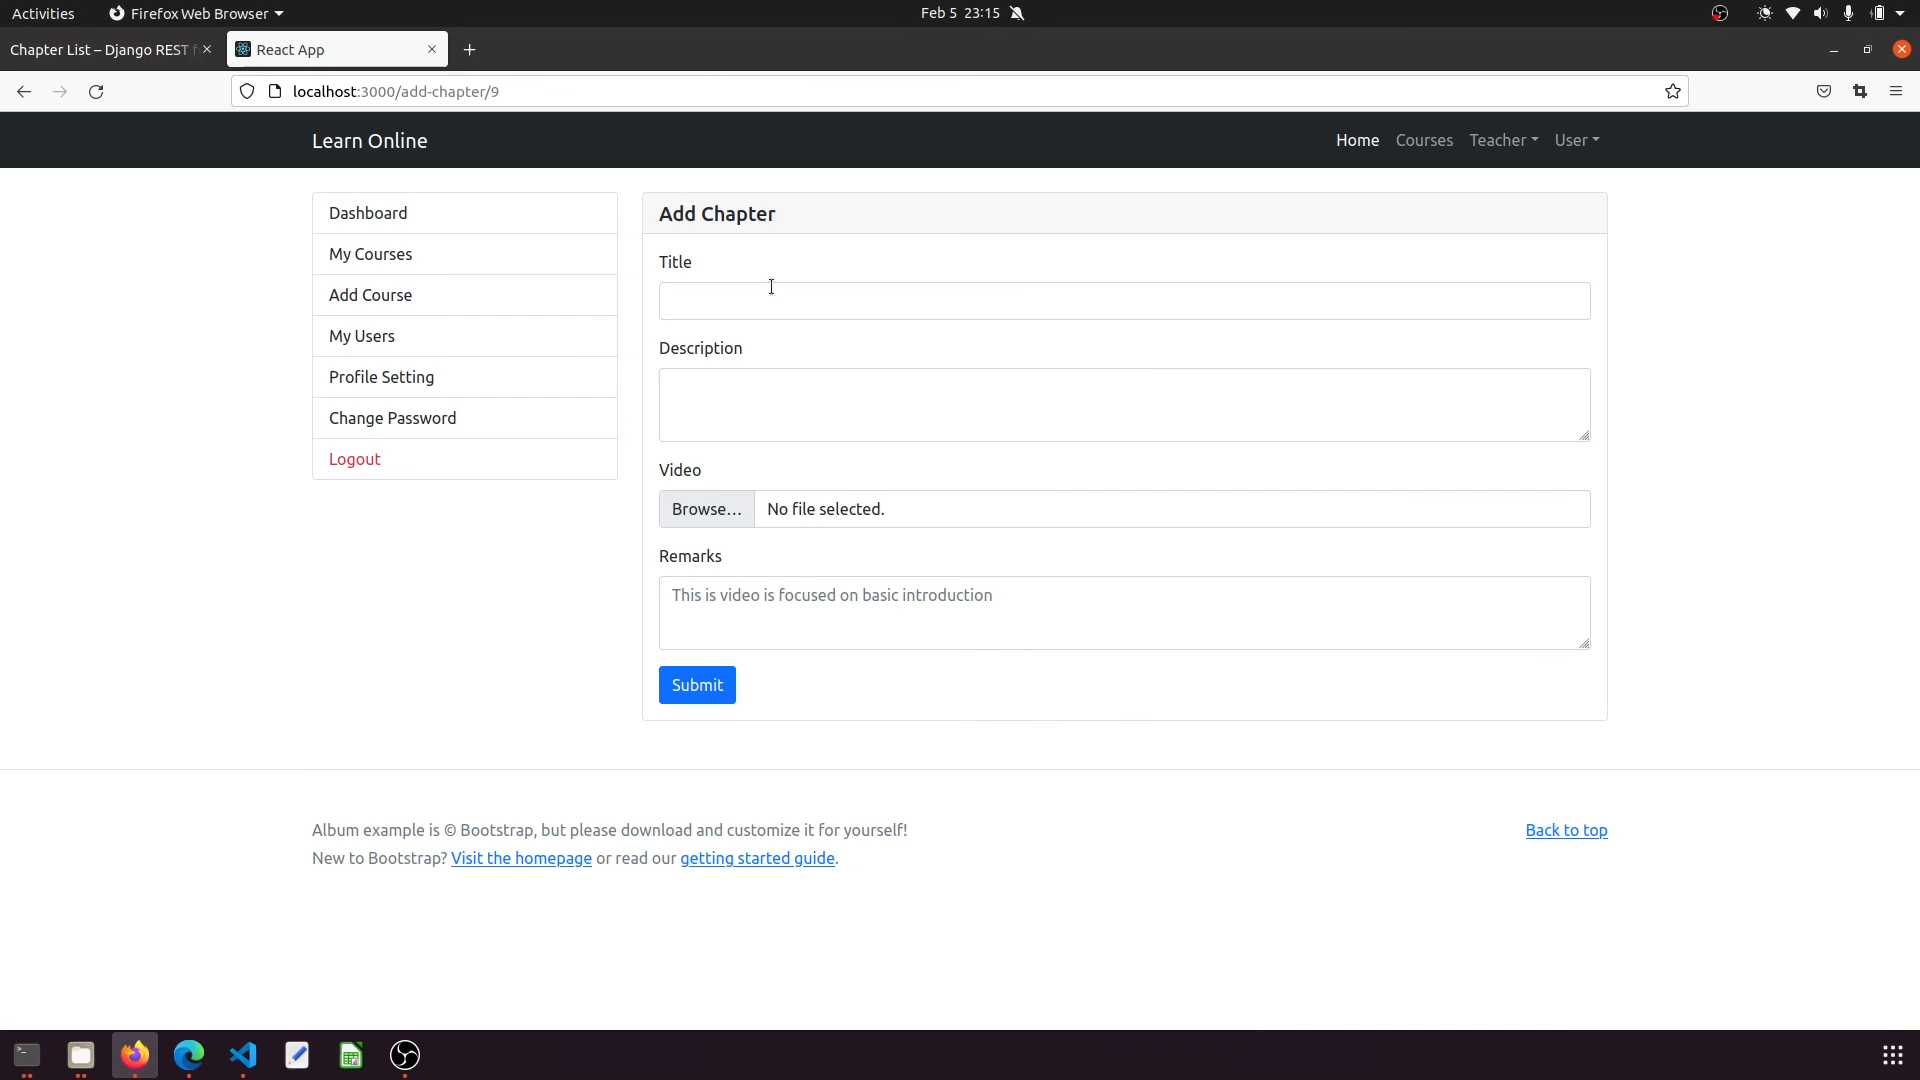 Activities
Firefox Web Browser
Feb 5 23:15
Chapter List – Django REST f
React App
localhost:3000/add-chapter/9
Learn Online
Home
Courses
Teacher
User
Dashboard
My Courses
Add Course
My Users
Profile Setting
Change Password
Logout
Add Chapter
Title
Description
Video
Browse…
No file selected.
Remarks
This is video is focused on basic introduction
Submit
Album example is © Bootstrap, but please download and customize it for yourself!
Back to top
New to Bootstrap? Visit the homepage or read our getting started guide.